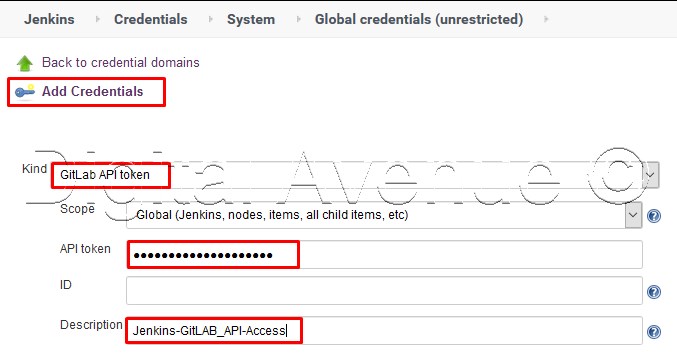 Jenkins Credentials System Global credentials (unrestricted)
Back to credential domains
Add Credentials
Digital Avenue ©
Kind GitLab API token
Scope Global (Jenkins, nodes, items, all child items, etc)
API token ••••••••••••••••••••
ID
Description Jenkins-GitLAB_API-Access